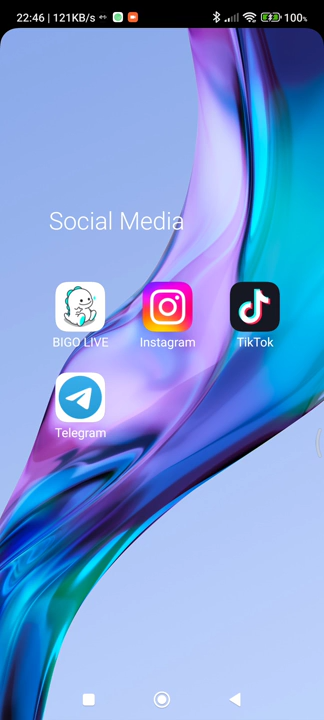 22:46 | 121KB/s
100%
Social Media
BIGO LIVE
Instagram
TikTok
Telegram